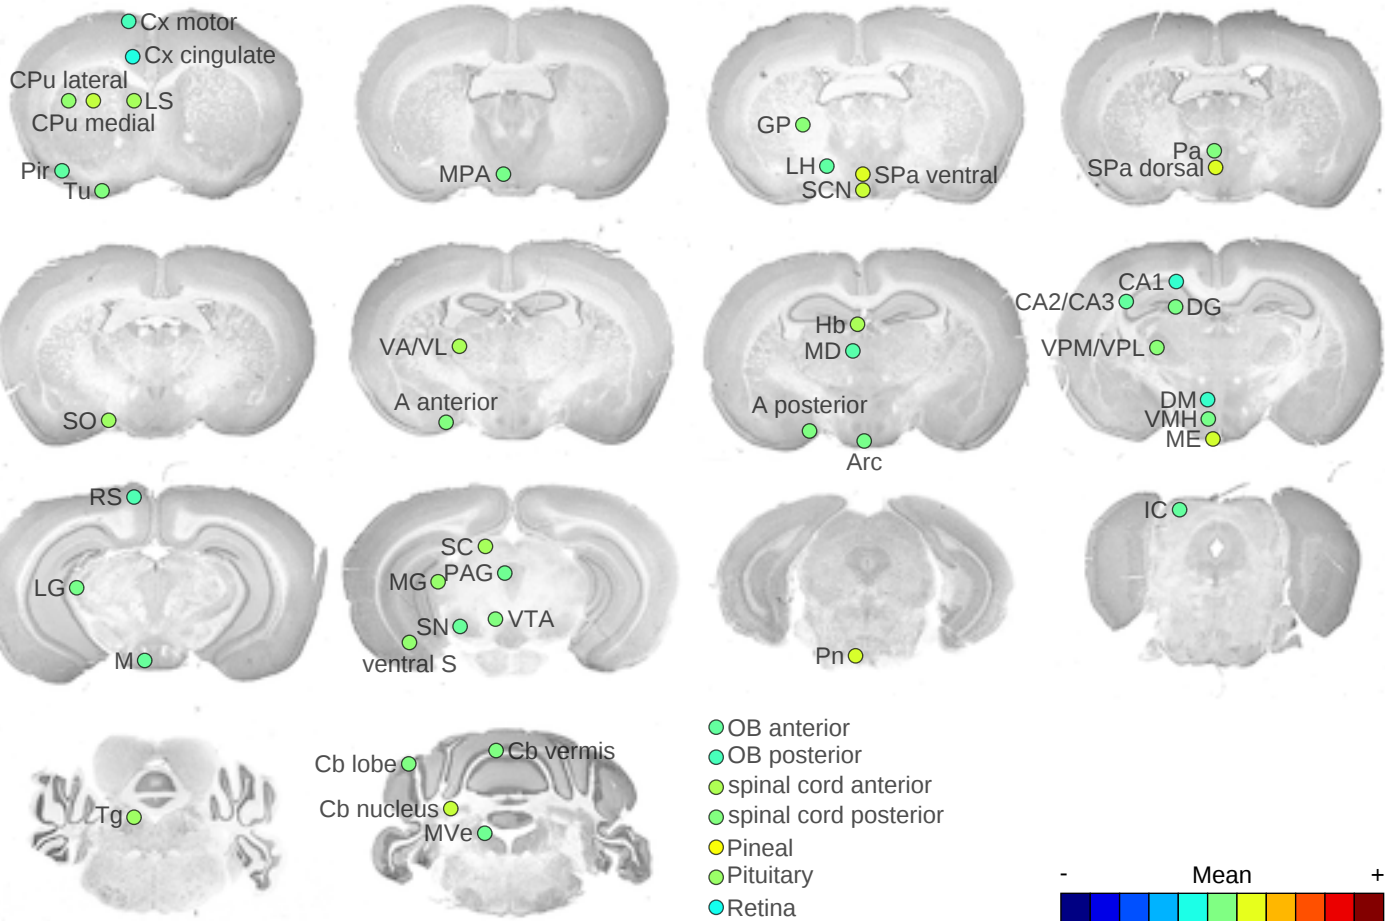 Cx motor
Cx cingulate
CPu lateral
LS
CPu medial
Pir
Tu
MPA
GP
LH
SPa ventral
SCN
Pa
SPa dorsal
SO
VA/VL
A anterior
Hb
MD
A posterior
Arc
CA1
CA2/CA3
DG
VPM/VPL
DM
VMH
ME
RS
LG
M
SC
MG
PAG
SN
VTA
ventral S
Pn
IC
Tg
Cb lobe
Cb vermis
Cb nucleus
MVe
OB anterior
OB posterior
spinal cord anterior
spinal cord posterior
Pineal
Pituitary
Retina
- Mean +